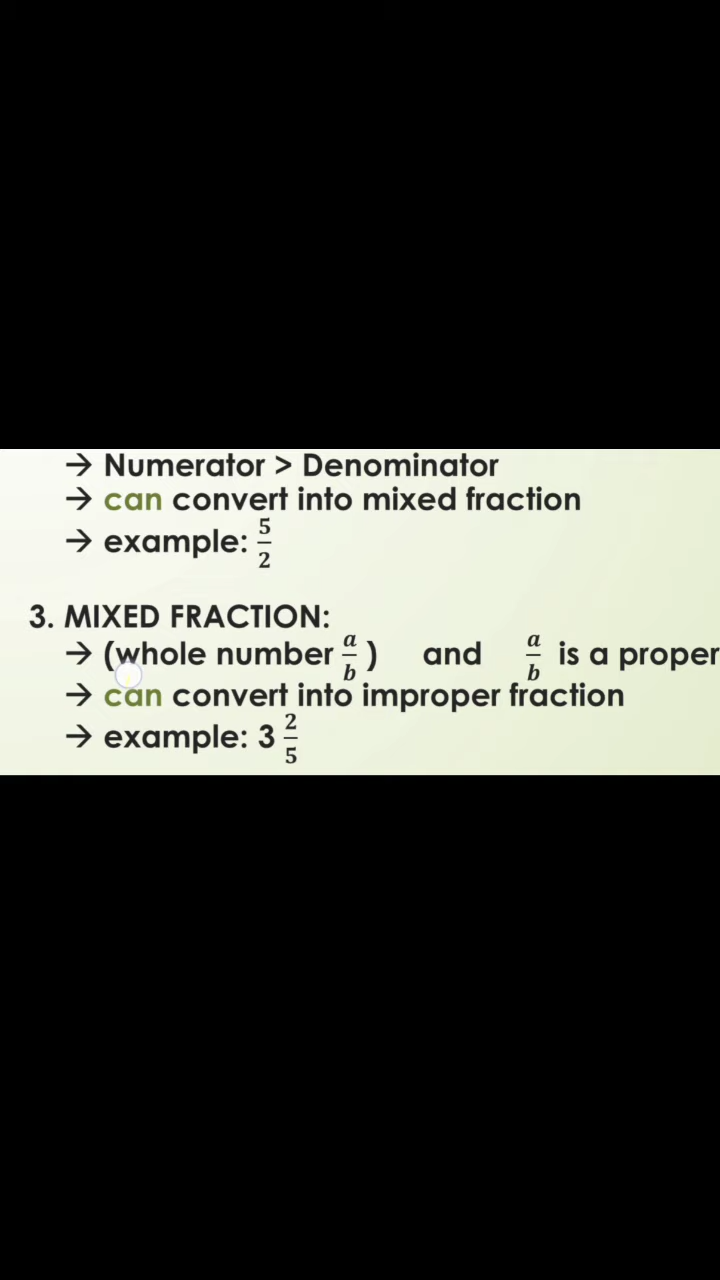 → Numerator > Denominator
→ can convert into mixed fraction
→ example: 5/2
3. MIXED FRACTION:
→ (whole number a/b ) and a/b is a proper
→ can convert into improper fraction
→ example: 3 2/5